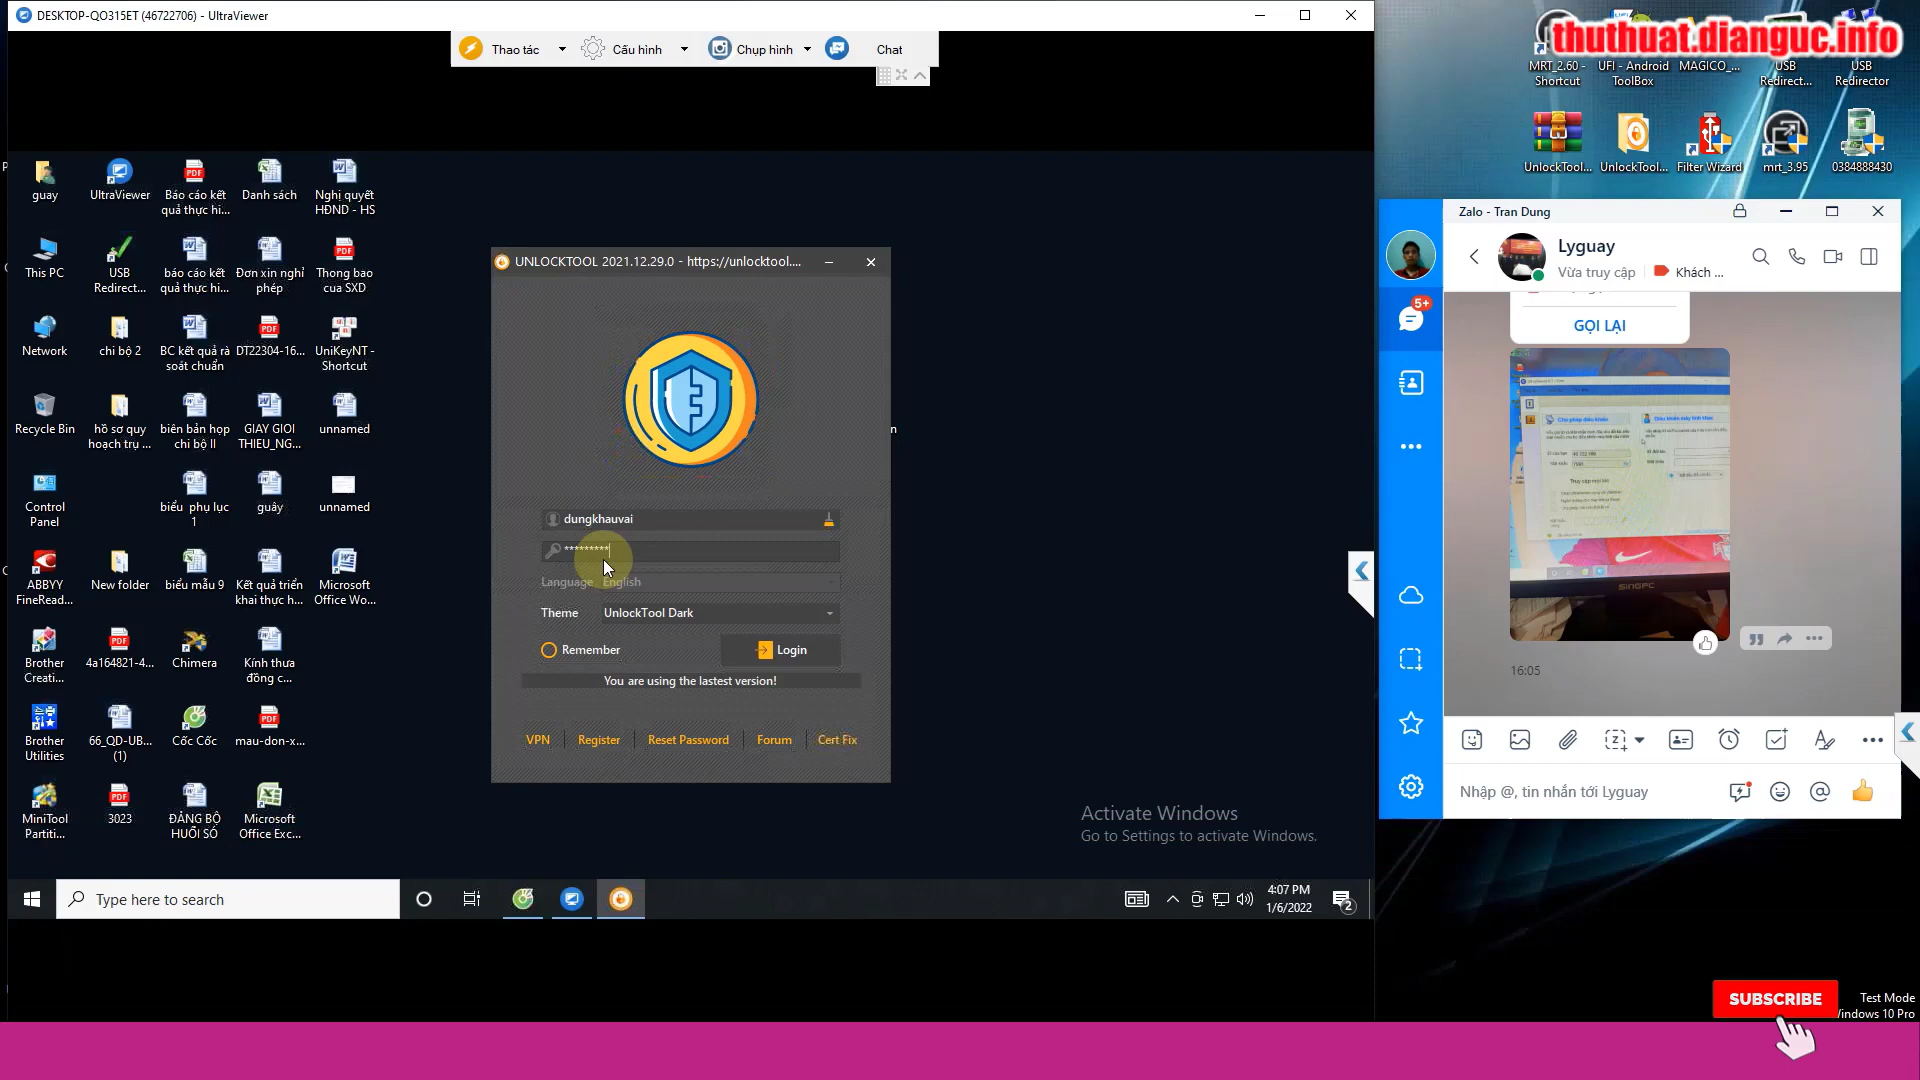 DESKTOP-QO315ET (46722706) - UltraViewer
Thao tác
Cấu hình
Chụp hình
Chat
thuthuat.dianguc.info
MRT_2.60 -
Shortcut
UFI - Android
ToolBox
MAGICO_...
USB
Redirect...
USB
Redirector
UnlockTool...
UnlockTool...
Filter Wizard
mrt_3.95
0384888430
guay
UltraViewer
Báo cáo kết
quả thực hi...
Danh sách
Nghị quyết
HĐND - HS
This PC
USB
Redirect...
báo cáo kết
quả thực hi...
Đơn xin nghỉ
phép
Thong bao
cua SXD
Network
chi bộ 2
BC kết quả rà
soát chuẩn
DT22304-16...
UniKeyNT -
Shortcut
Recycle Bin
hồ sơ quy
hoạch trụ ...
biên bản họp
chi bộ II
GIAY GIOI
THIEU_NG...
unnamed
Control
Panel
biểu phụ lục
1
guây
unnamed
ABBYY
FineRead...
New folder
biểu mẫu 9
Kết quả triển
khai thực h...
Microsoft
Office Wo...
Brother
Creati...
4a164821-4...
Chimera
Kính thưa
đồng c...
Brother
Utilities
66_QD-UB...
(1)
Cốc Cốc
mau-don-x...
MiniTool
Partiti...
3023
ĐẢNG BỘ
HUỔI SÓ
Microsoft
Office Exc...
UNLOCKTOOL 2021.12.29.0 - https://unlocktool....
dungkhauvai
*********
Language English
Theme UnlockTool Dark
Remember
Login
You are using the lastest version!
VPN
Register
Reset Password
Forum
Cert Fix
n
Activate Windows
Go to Settings to activate Windows.
Type here to search
4:07 PM
1/6/2022
2
Zalo - Tran Dung
Lyguay
Vừa truy cập
Khách ...
5+
GỌI LẠI
Cho phép điều khiển
SINGPC
16:05
Nhập @, tin nhắn tới Lyguay
SUBSCRIBE
Test Mode
Windows 10 Pro